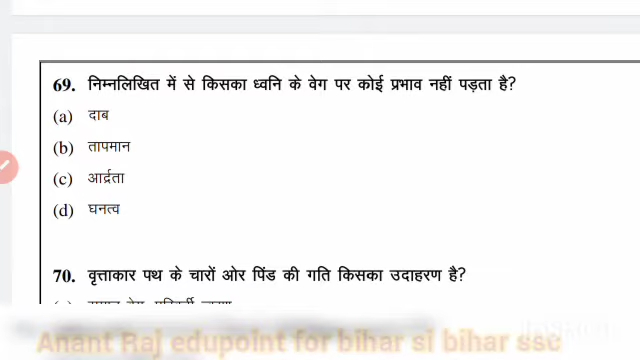 69. निम्नलिखित में से किसका ध्वनि के वेग पर कोई प्रभाव नहीं पड़ता है?
(a) दाब
(b) तापमान
(c) आर्द्रता
(d) घनत्व
70. वृत्ताकार पथ के चारों ओर पिंड की गति किसका उदाहरण है?
Anant Raj edupoint for bihar si bihar ssc